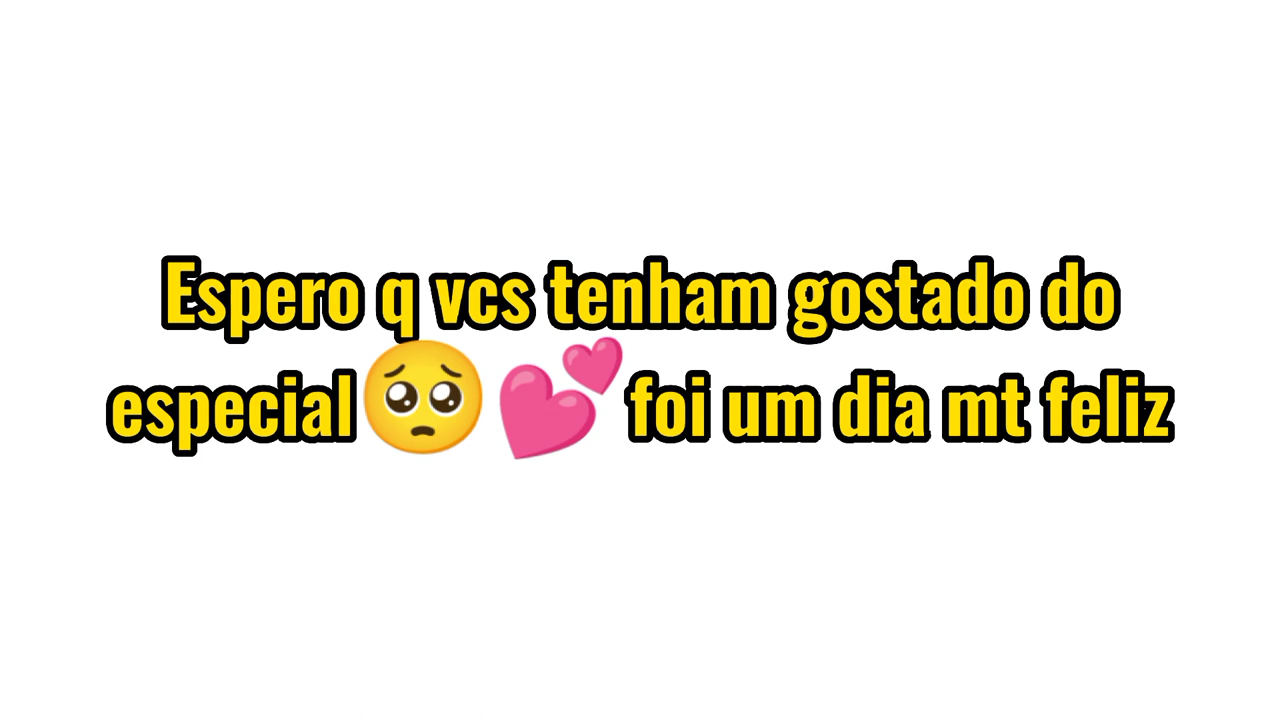 Espero q vcs tenham gostado do
especial🥺💕foi um dia mt feliz